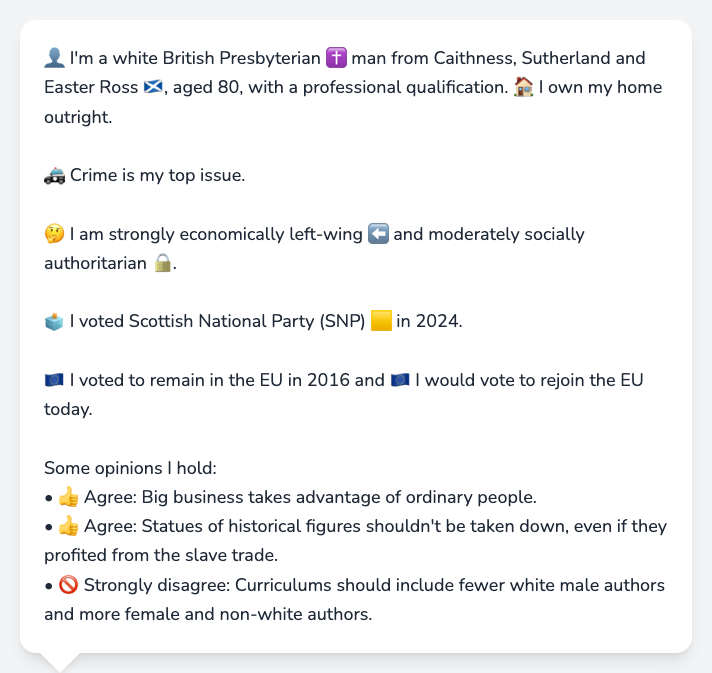 👤 I'm a white British Presbyterian ✝️ man from Caithness, Sutherland and
Easter Ross 🏴󠁧󠁢󠁳󠁣󠁴󠁿, aged 80, with a professional qualification. 🏠 I own my home
outright.
🚓 Crime is my top issue.
🤔 I am strongly economically left-wing ⬅️ and moderately socially
authoritarian 🔒.
🗳️ I voted Scottish National Party (SNP) 🟨 in 2024.
🇪🇺 I voted to remain in the EU in 2016 and 🇪🇺 I would vote to rejoin the EU
today.
Some opinions I hold:
• 👍 Agree: Big business takes advantage of ordinary people.
• 👍 Agree: Statues of historical figures shouldn't be taken down, even if they
profited from the slave trade.
• 🚫 Strongly disagree: Curriculums should include fewer white male authors
and more female and non-white authors.